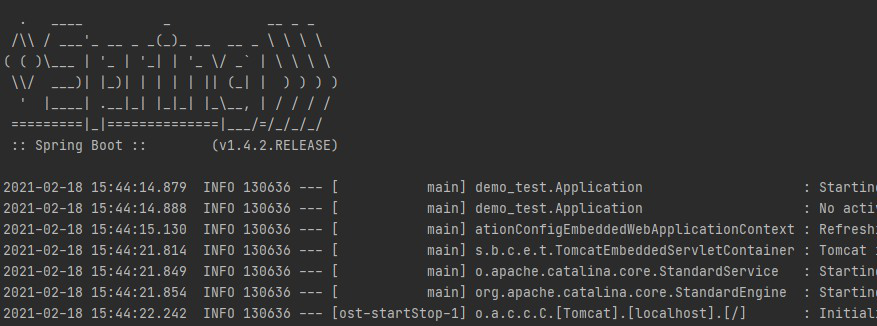 .   ____          _            __ _ _
 /\\ / ___'_ __ _ _(_)_ __  __ _ \ \ \ \
( ( )\___ | '_ | '_| | '_ \/ _` | \ \ \ \
 \\/  ___)| |_)| | | | | || (_| |  ) ) ) )
  '  |____| .__|_| |_|_| |_\__, | / / / /
 =========|_|==============|___/=/_/_/_/
 :: Spring Boot ::        (v1.4.2.RELEASE)
2021-02-18 15:44:14.879  INFO 130636 --- [           main] demo_test.Application                    : Starting
2021-02-18 15:44:14.888  INFO 130636 --- [           main] demo_test.Application                    : No activ
2021-02-18 15:44:15.130  INFO 130636 --- [           main] ationConfigEmbeddedWebApplicationContext : Refreshi
2021-02-18 15:44:21.814  INFO 130636 --- [           main] s.b.c.e.t.TomcatEmbeddedServletContainer : Tomcat
2021-02-18 15:44:21.849  INFO 130636 --- [           main] o.apache.catalina.core.StandardService   : Starting
2021-02-18 15:44:21.854  INFO 130636 --- [           main] org.apache.catalina.core.StandardEngine  : Starting
2021-02-18 15:44:22.242  INFO 130636 --- [ost-startStop-1] o.a.c.c.C.[Tomcat].[localhost].[/]       : Initiali